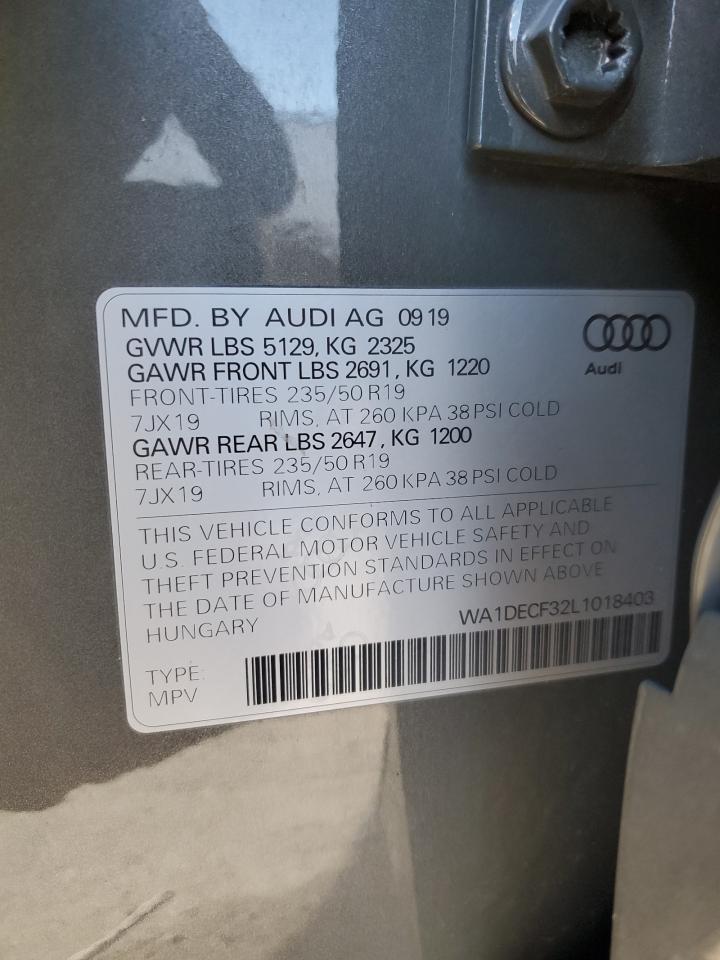 MFD. BY AUDI AG 09 19
GVWR LBS 5129, KG 2325
GAWR FRONT LBS 2691, KG 1220
FRONT-TIRES 235/50 R19
7JX19 RIMS, AT 260 KPA 38 PSI COLD
GAWR REAR LBS 2647, KG 1200
REAR-TIRES 235/50 R19
7JX19 RIMS, AT 260 KPA 38 PSI COLD
Audi
THIS VEHICLE CONFORMS TO ALL APPLICABLE
U.S. FEDERAL MOTOR VEHICLE SAFETY AND
THEFT PREVENTION STANDARDS IN EFFECT ON
THE DATE OF MANUFACTURE SHOWN ABOVE
HUNGARY
WA1DECF32L1018403
TYPE:
MPV